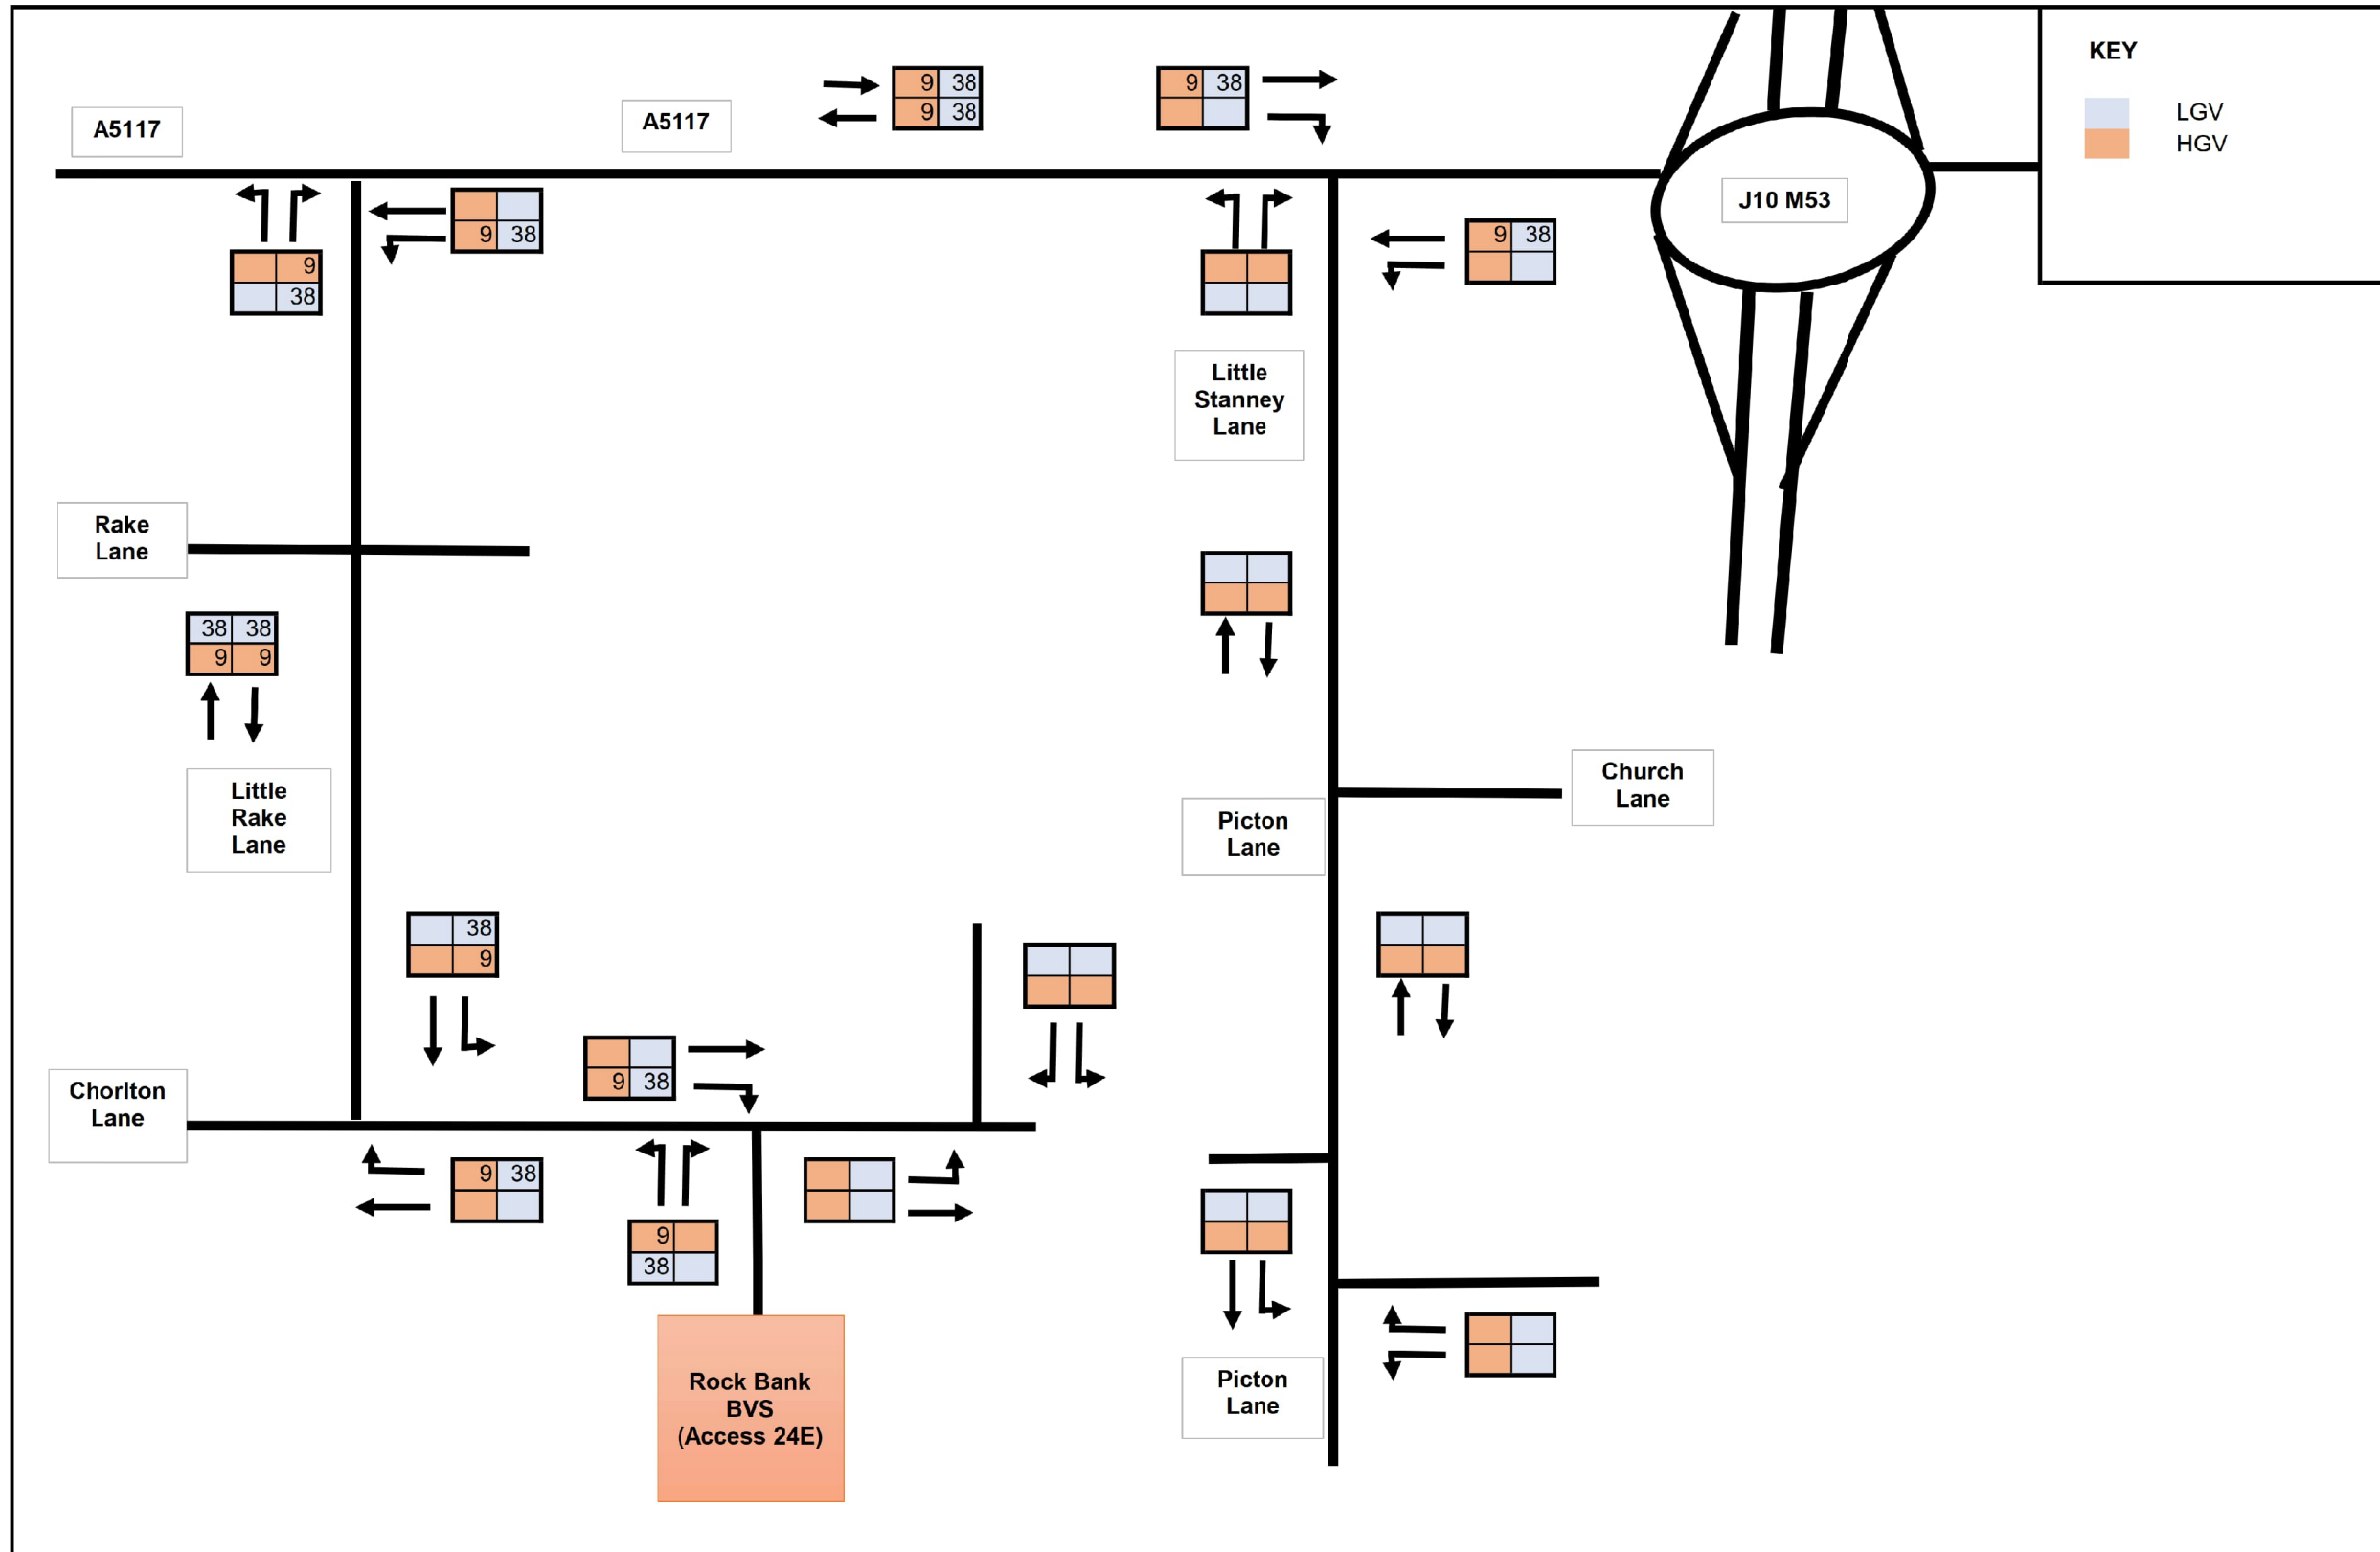 KEY
LGV
HGV
A5117
A5117
9 38
9 38
9 38
J10 M53
9 38
9
38
9 38
Little
Stanney
Lane
Rake
Lane
38 38
9 9
Little
Rake
Lane
Church
Lane
Picton
Lane
38
9
9 38
Chorlton
Lane
9 38
9
38
Rock Bank
BVS
(Access 24E)
Picton
Lane